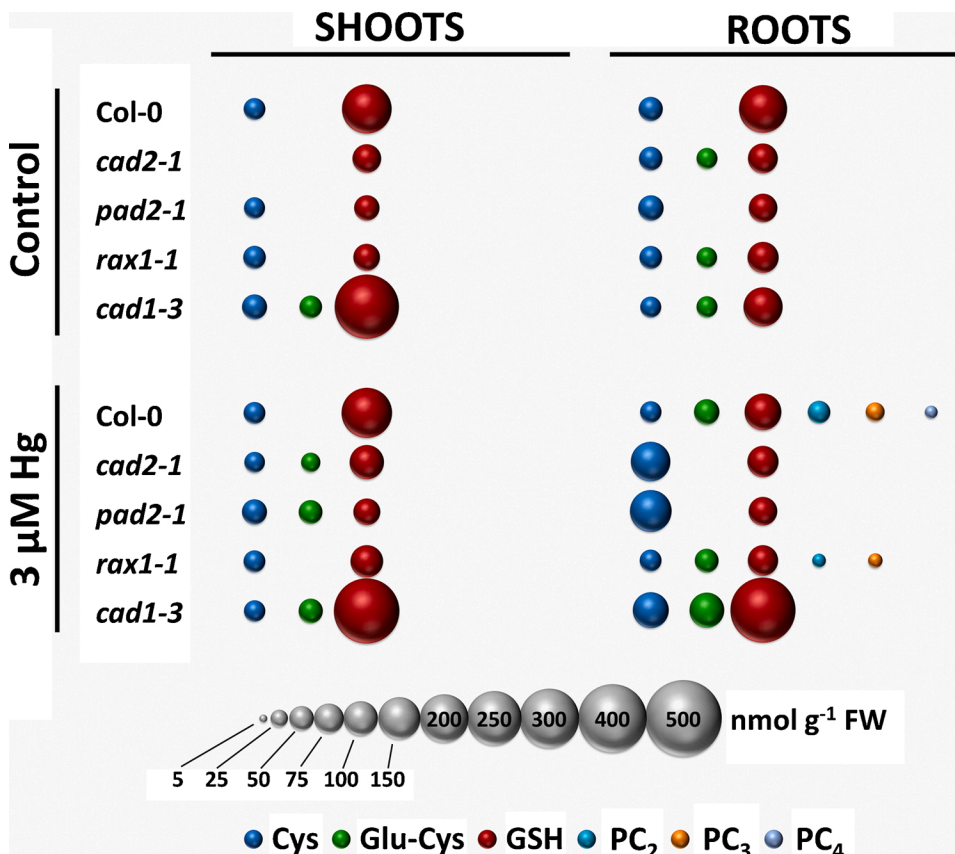 SHOOTS ROOTS
Control
Col-0
cad2-1
pad2-1
rax1-1
cad1-3
3 µM Hg
Col-0
cad2-1
pad2-1
rax1-1
cad1-3
200 250 300 400 500 nmol g⁻¹ FW
5 25 50 75 100 150
Cys Glu-Cys GSH PC₂ PC₃ PC₄